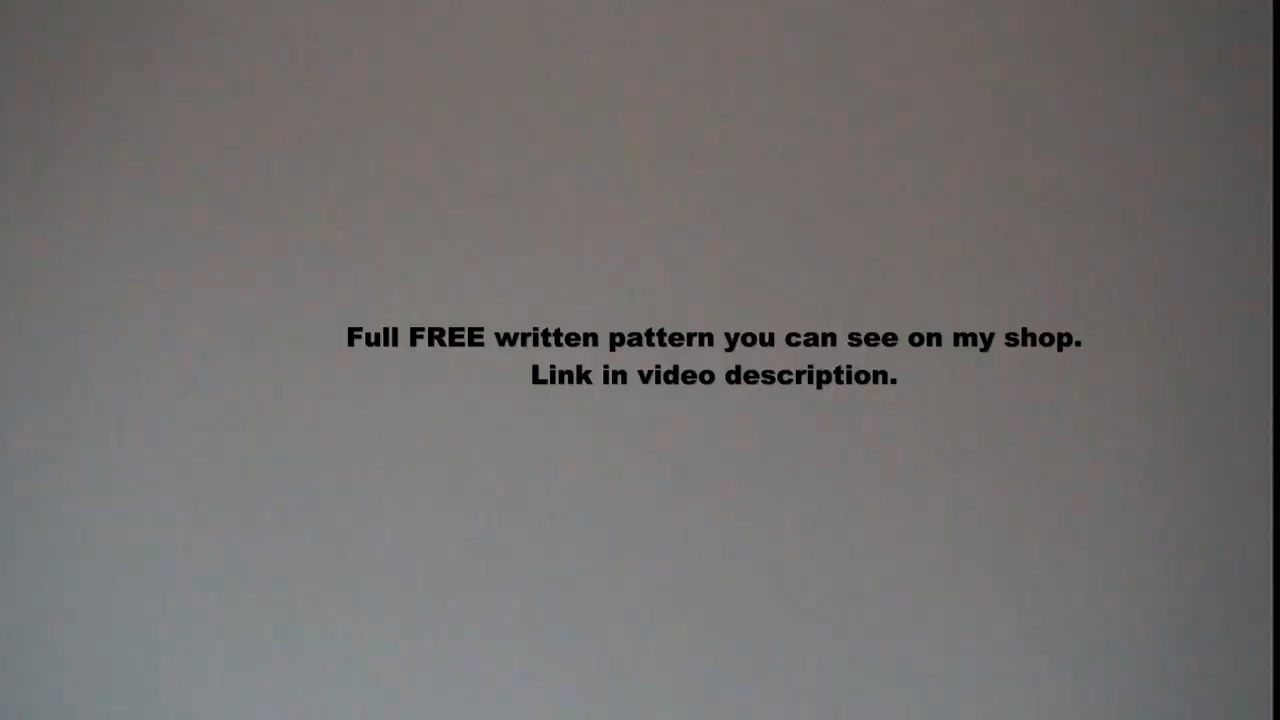 Full FREE written pattern you can see on my shop.
Link in video description.